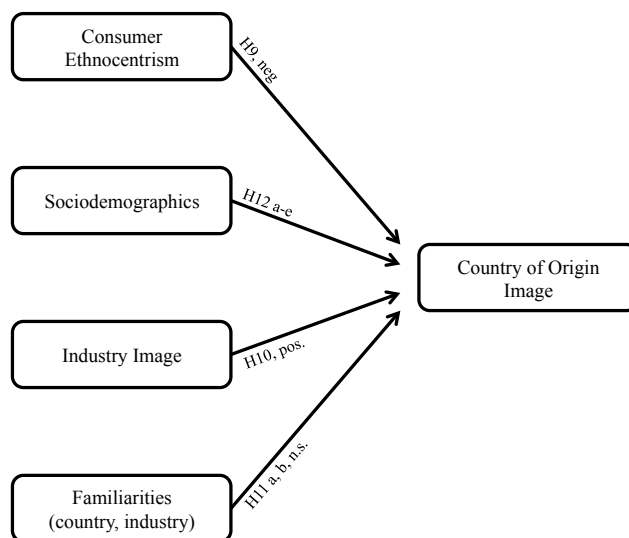 Consumer
Ethnocentrism
H9, neg
Sociodemographics
H12 a-e
Country of Origin
Image
Industry Image
H10, pos.
H11 a, b, n.s.
Familiarities
(country, industry)